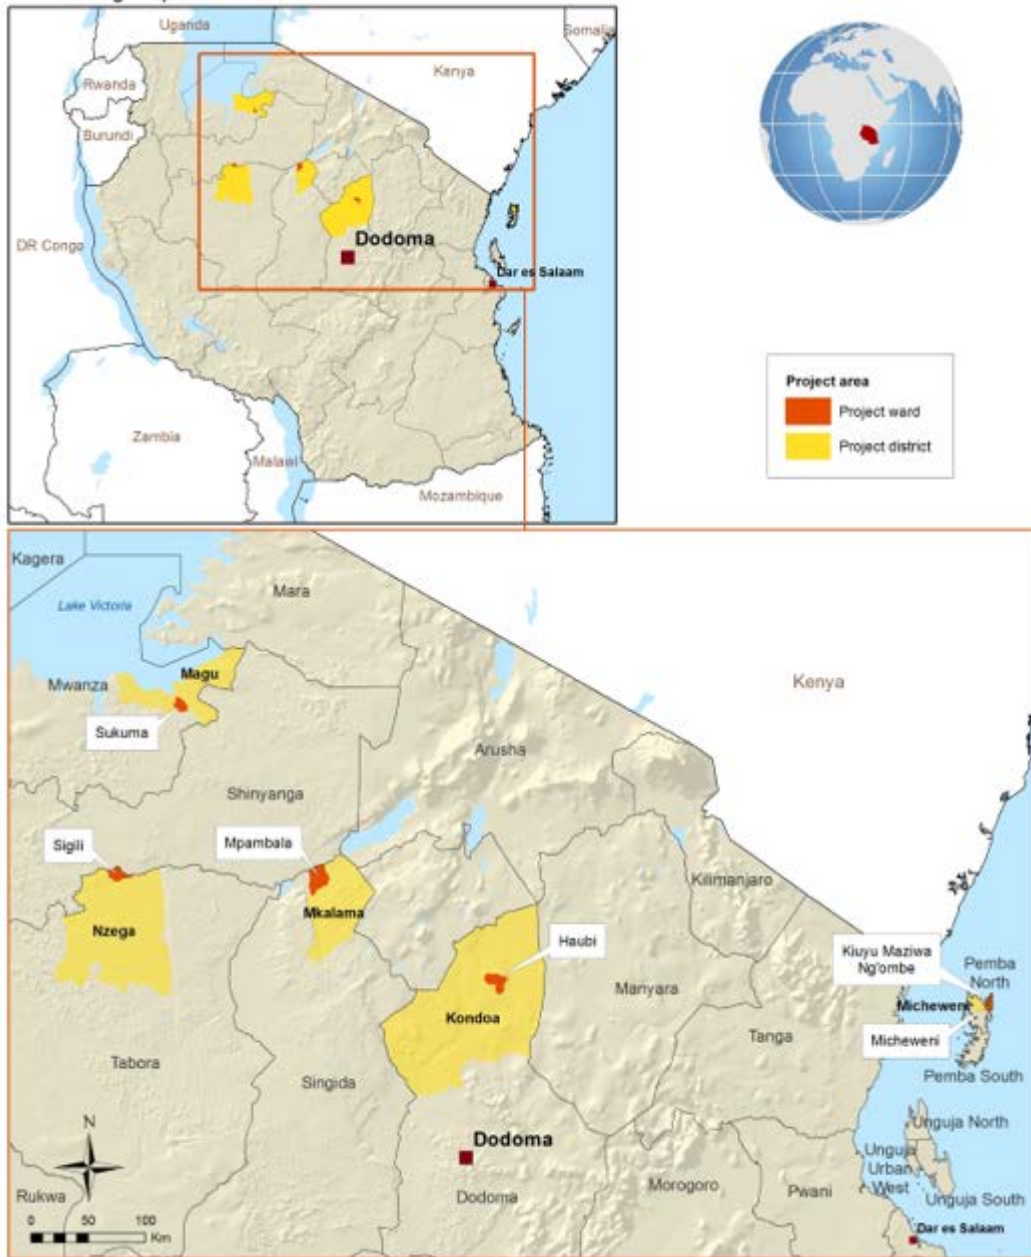 Uganda
Somalia
Kenya
Rwanda
Burundi
DR Congo
Dodoma
Dar es Salaam
Zambia
Malawi
Mozambique
Project area
Project ward
Project district
Kagera
Lake Victoria
Mara
Mwanza
Magu
Sukuma
Kenya
Arusha
Shinyanga
Sigili
Mpambala
Kilimanjaro
Nzega
Mkalama
Haubi
Kiuyu Maziwa
Ng'ombe
Pemba
North
Micheweni
Micheweni
Kondoa
Manyara
Tanga
Tabora
Singida
Pemba South
N
Dodoma
Unguja North
Unguja
Urban
West
Rukwa
Dodoma
Morogoro
Pwani
Unguja South
0 50 100
Km
Dar es Salaam